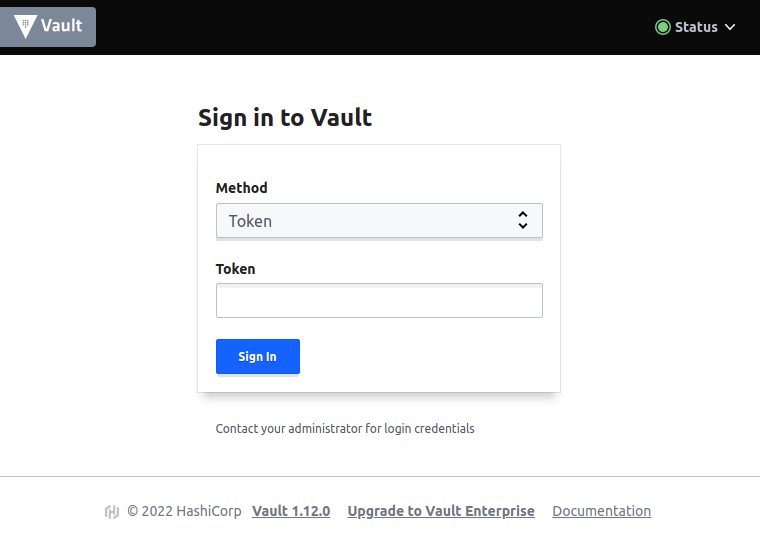 Vault
Status
Sign in to Vault
Method
Token
Token
Sign In
Contact your administrator for login credentials
© 2022 HashiCorp Vault 1.12.0 Upgrade to Vault Enterprise Documentation